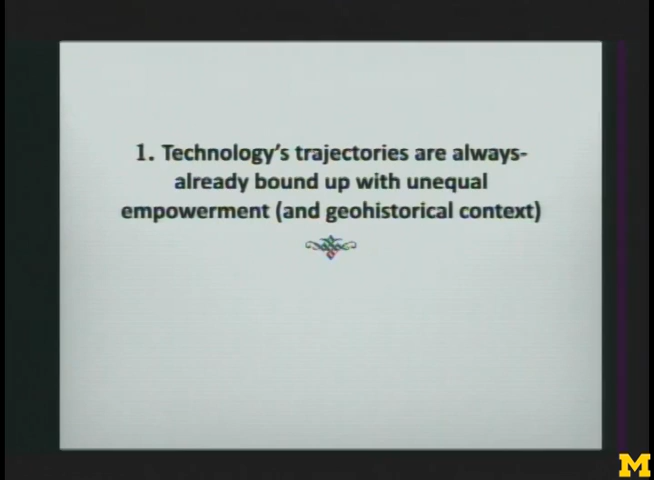 1. Technology's trajectories are always-
already bound up with unequal
empowerment (and geohistorical context)
M